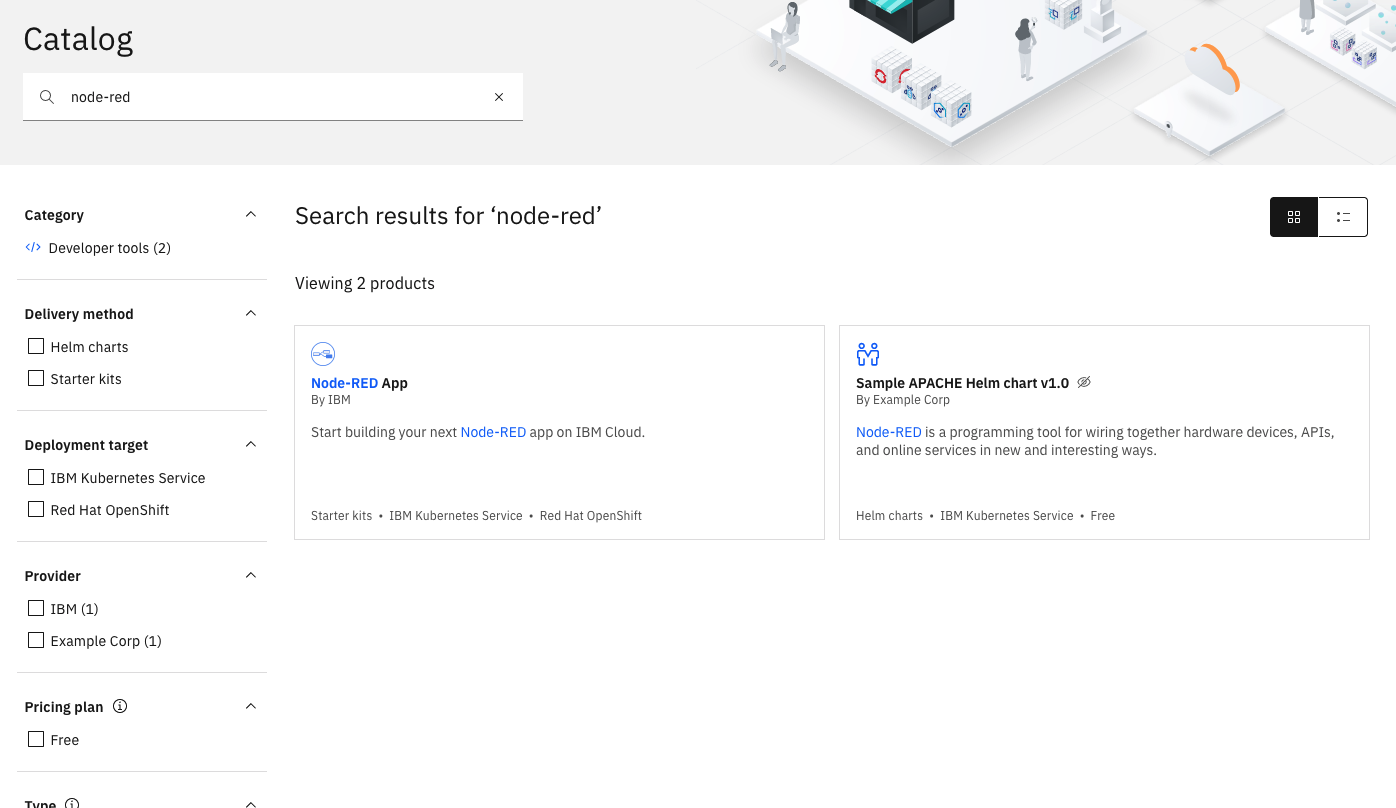 Catalog
node-red
Category
Developer tools (2)
Delivery method
Helm charts
Starter kits
Deployment target
IBM Kubernetes Service
Red Hat OpenShift
Provider
IBM (1)
Example Corp (1)
Pricing plan
Free
Type
Search results for ‘node-red’
Viewing 2 products
Node-RED App
By IBM
Start building your next Node-RED app on IBM Cloud.
Starter kits • IBM Kubernetes Service • Red Hat OpenShift
Sample APACHE Helm chart v1.0
By Example Corp
Node-RED is a programming tool for wiring together hardware devices, APIs,
and online services in new and interesting ways.
Helm charts • IBM Kubernetes Service • Free